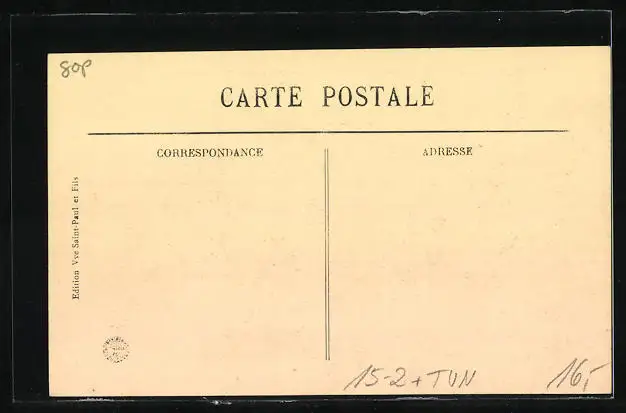 80P
CARTE POSTALE
CORRESPONDANCE
ADRESSE
Edition Vve Saint-Paul et Fils
15-2 + TUN
16,-